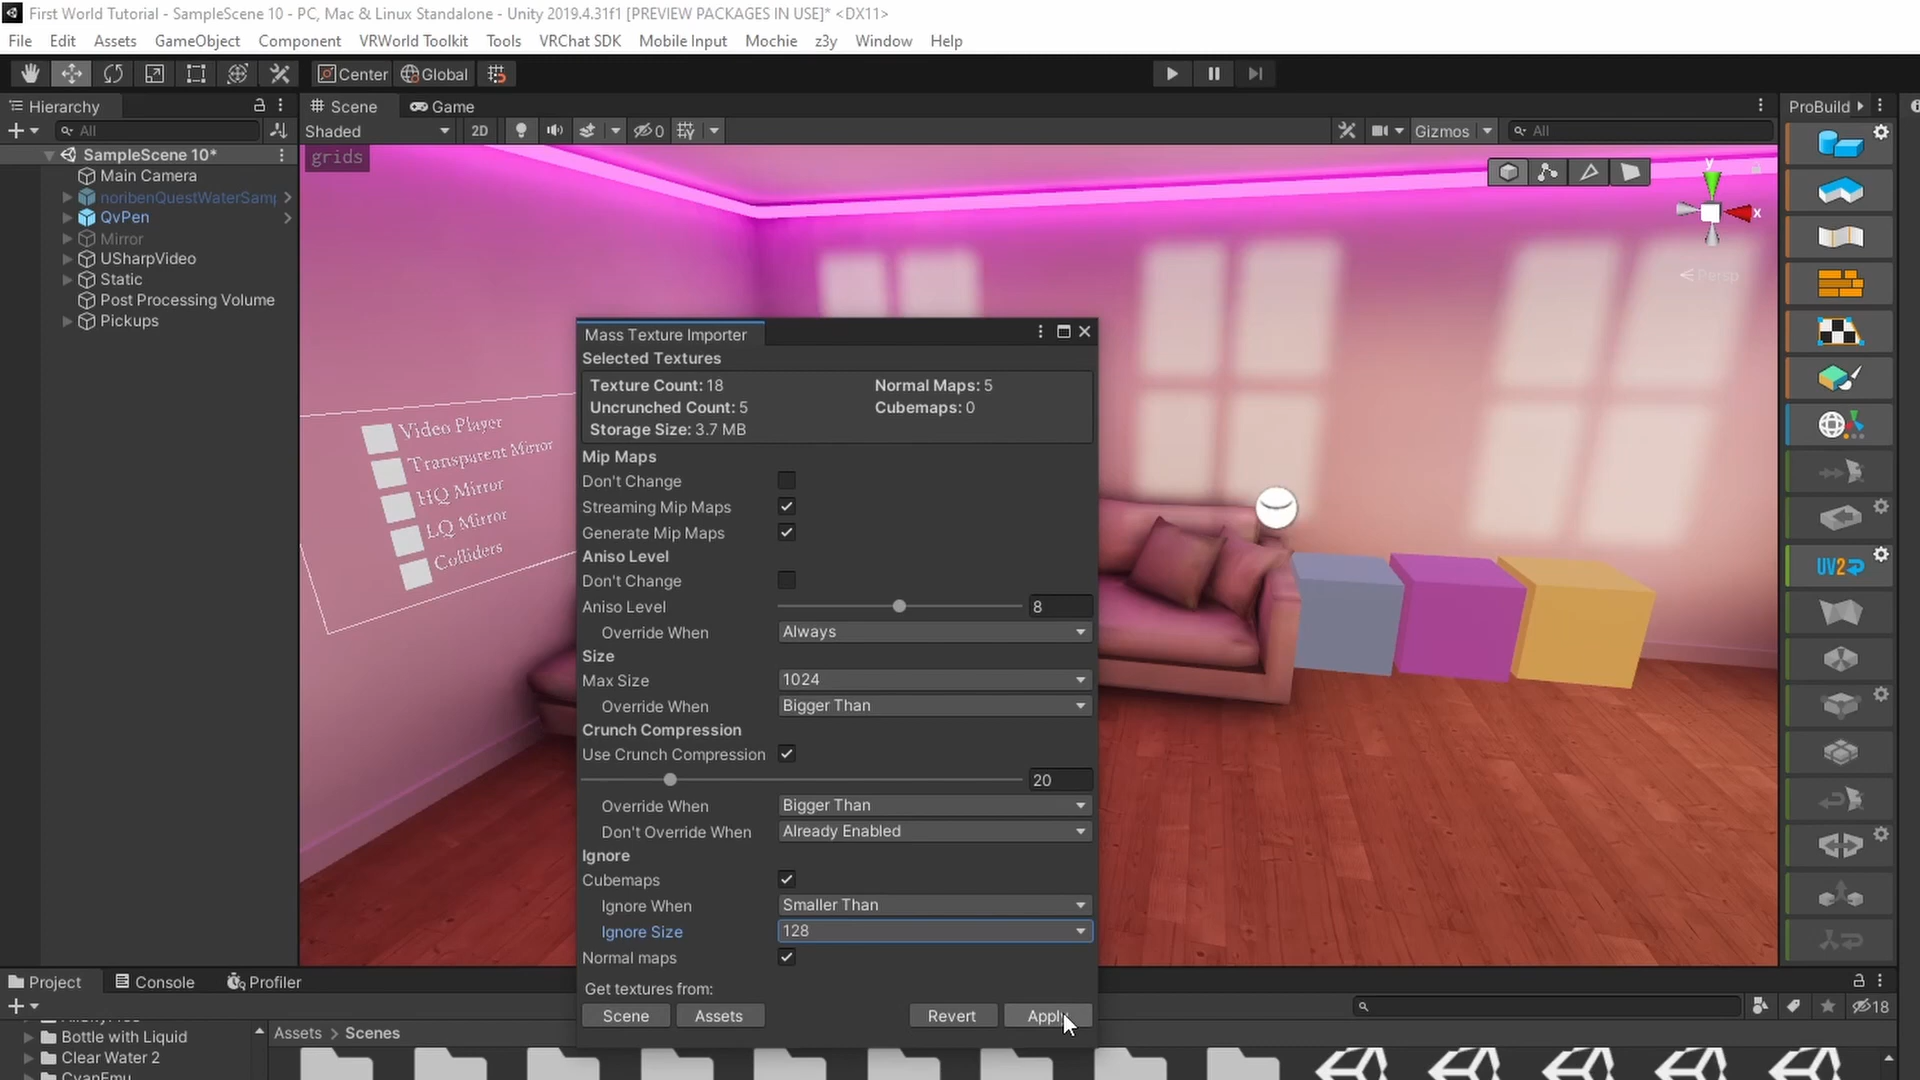 First World Tutorial - SampleScene 10 - PC, Mac & Linux Standalone - Unity 2019.4.31f1 [PREVIEW PACKAGES IN USE]* <DX11>
File Edit Assets GameObject Component VRWorld Toolkit Tools VRChat SDK Mobile Input Mochie z3y Window Help
Center Global
Hierarchy
All
SampleScene 10*
Main Camera
noribenQuestWaterSamp
QvPen
Mirror
USharpVideo
Static
Post Processing Volume
Pickups
Scene Game
Shaded 2D 0 Gizmos All
grids
y
x
Persp
Video Player
Transparent Mirror
HQ Mirror
LQ Mirror
Colliders
Mass Texture Importer
Selected Textures
Texture Count: 18 Normal Maps: 5
Uncrunched Count: 5 Cubemaps: 0
Storage Size: 3.7 MB
Mip Maps
Don't Change
Streaming Mip Maps
Generate Mip Maps
Aniso Level
Don't Change
Aniso Level 8
Override When Always
Size
Max Size 1024
Override When Bigger Than
Crunch Compression
Use Crunch Compression
20
Override When Bigger Than
Don't Override When Already Enabled
Ignore
Cubemaps
Ignore When Smaller Than
Ignore Size 128
Normal maps
Get textures from:
Scene Assets Revert Apply
ProBuild
UV2
Project Console Profiler
18
Bottle with Liquid
Clear Water 2
CyanEmu
Assets > Scenes